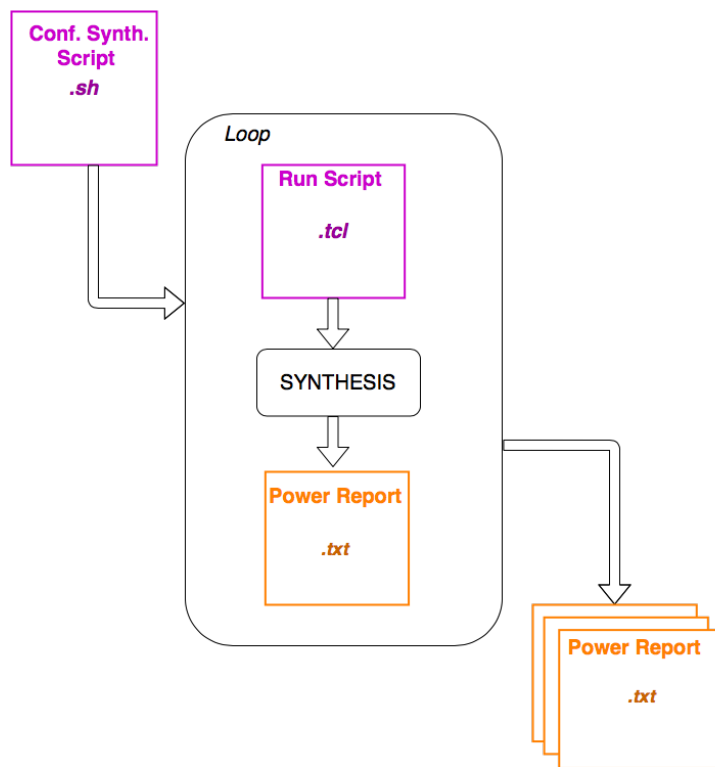 Conf. Synth.
Script
.sh
Loop
Run Script
.tcl
SYNTHESIS
Power Report
.txt
Power Report
.txt